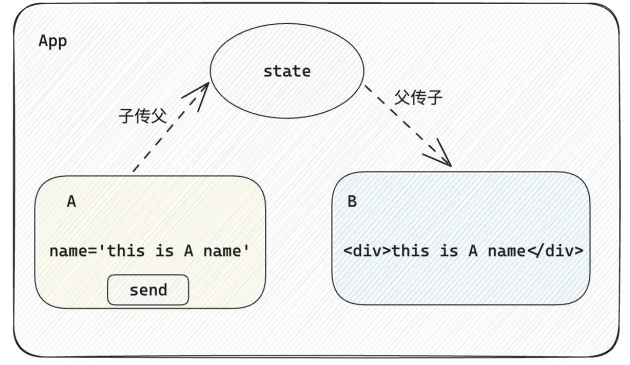 App
state
子传父
父传子
A
name='this is A name'
send
B
<div>this is A name</div>